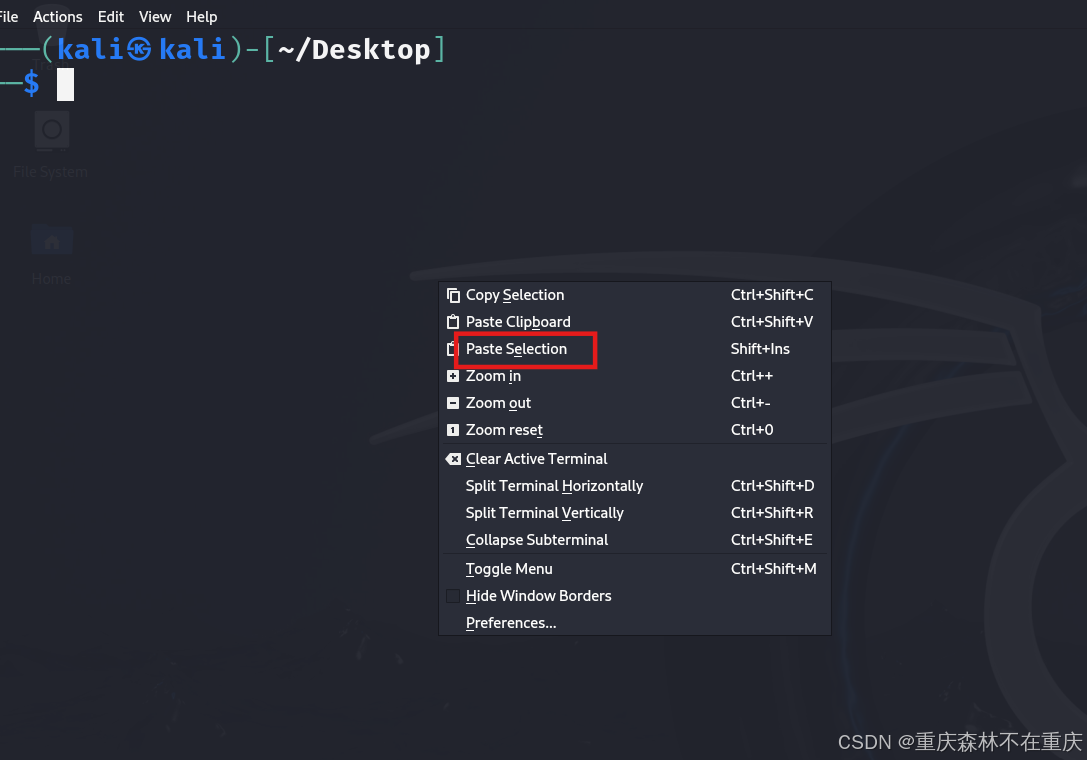 File Actions Edit View Help
(kali㉿kali)-[~/Desktop]
$
File System
Home
Copy Selection Ctrl+Shift+C
Paste Clipboard Ctrl+Shift+V
Paste Selection Shift+Ins
Zoom in Ctrl++
Zoom out Ctrl+-
Zoom reset Ctrl+0
Clear Active Terminal
Split Terminal Horizontally Ctrl+Shift+D
Split Terminal Vertically Ctrl+Shift+R
Collapse Subterminal Ctrl+Shift+E
Toggle Menu Ctrl+Shift+M
Hide Window Borders
Preferences...
CSDN @重庆森林不在重庆